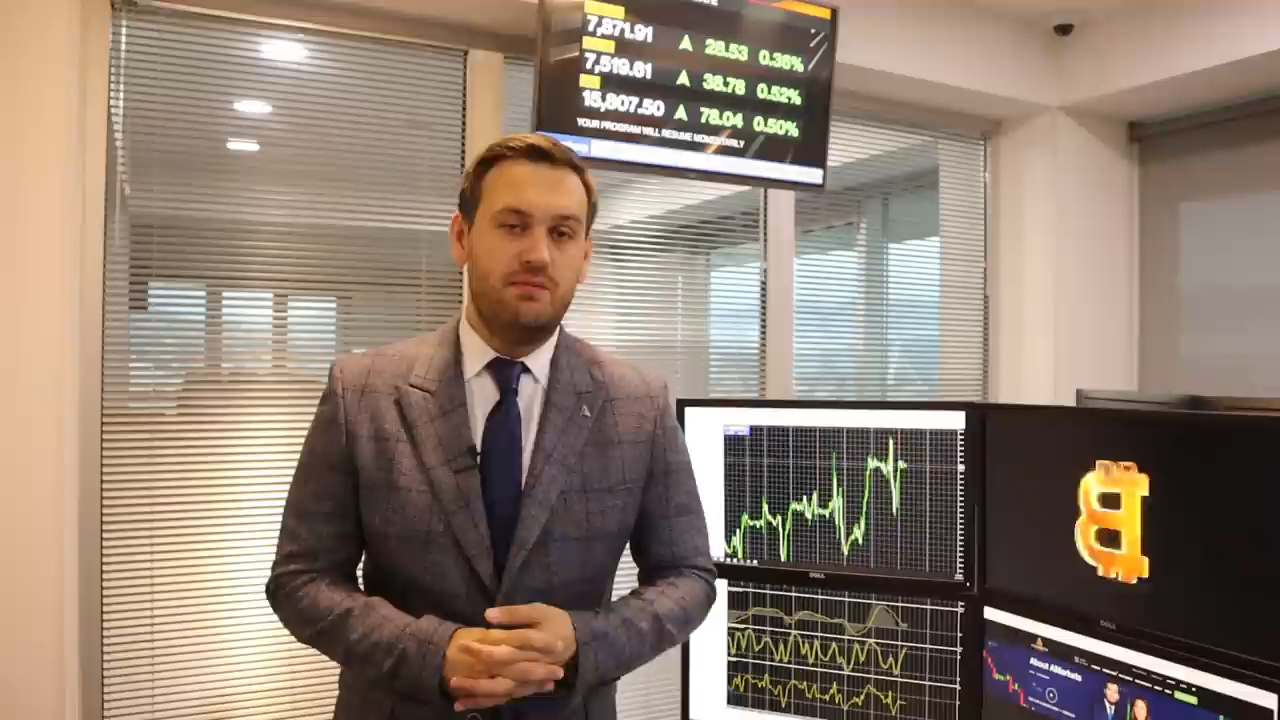 7,871.91 ▲ 28.53 0.36%
7,519.61 ▲ 38.78 0.52%
15,807.50 ▲ 78.04 0.50%
YOUR PROGRAM WILL RESUME MOMENTARILY
DELL
DELL
About AMarkets